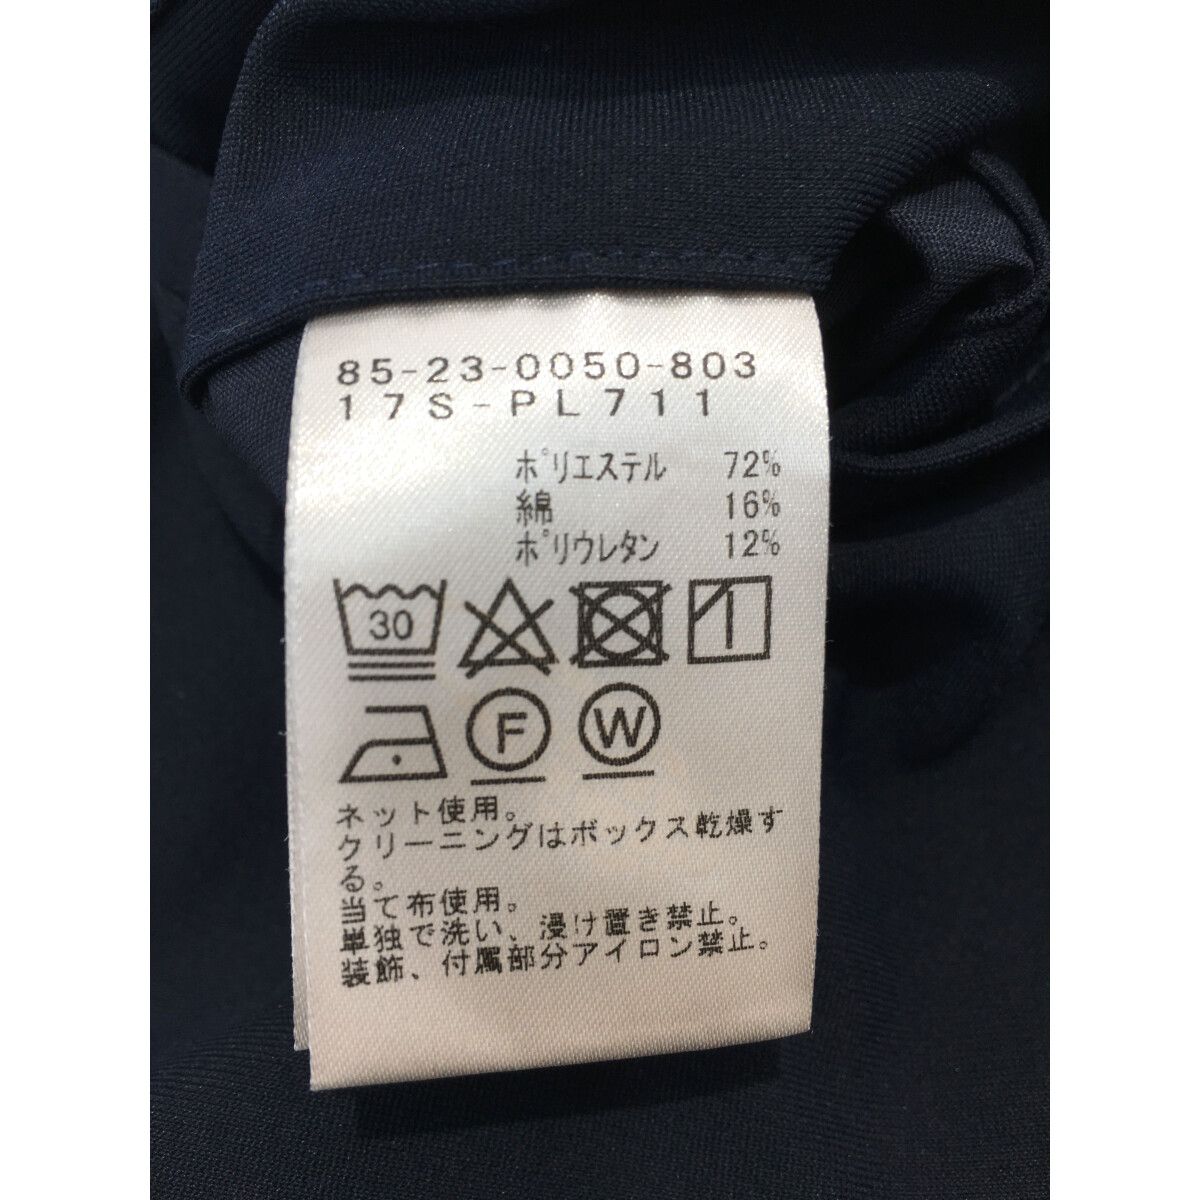 85-23-0050-803
17S-PL711
ポリエステル 72%
綿 16%
ポリウレタン 12%
30
F W
ネット使用。
クリーニングはボックス乾燥す
る。
当て布使用。
単独で洗い、浸け置き禁止。
装飾、付属部分アイロン禁止。